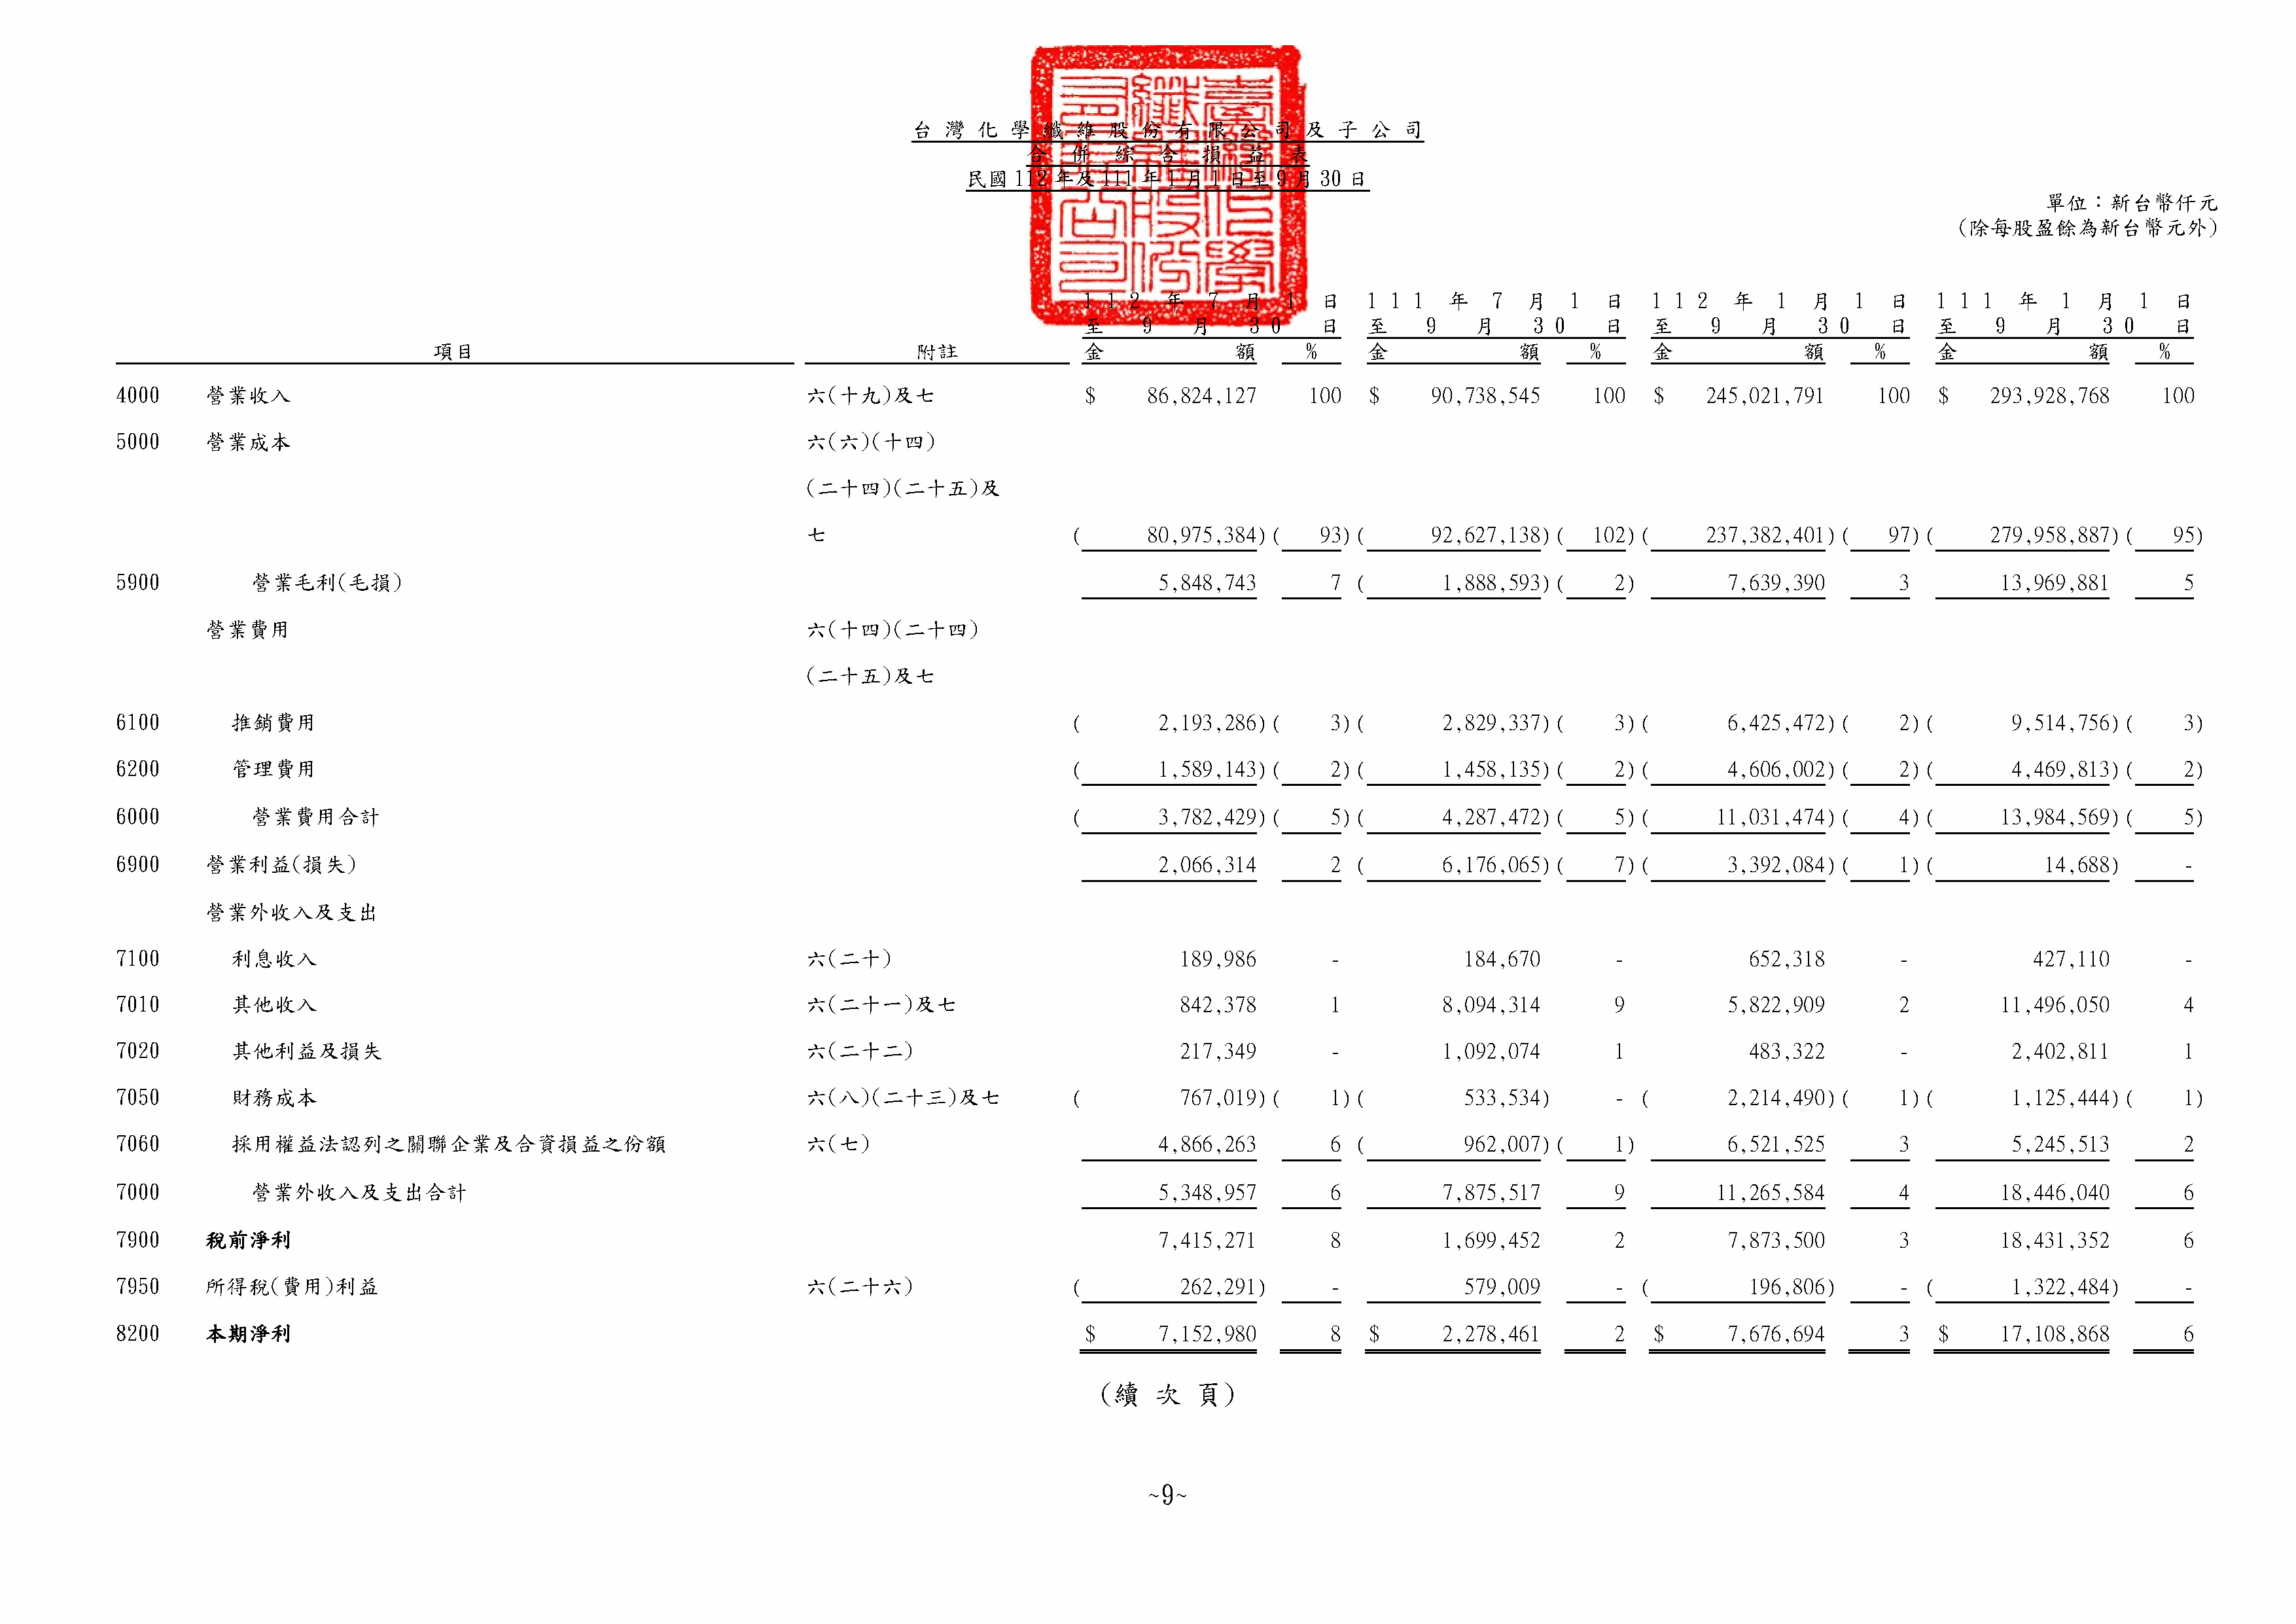 台灣化學纖維股份有限公司及子公司
合併綜合損益表
民國112年及111年1月1日至9月30日
單位：新台幣仟元
(除每股盈餘為新台幣元外)
112年7月1日 111年7月1日 112年1月1日 111年1月1日
至9月30日 至9月30日 至9月30日 至9月30日
項目 附註 金額 % 金額 % 金額 % 金額 %
4000 營業收入 六(十九)及七 $ 86,824,127 100 $ 90,738,545 100 $ 245,021,791 100 $ 293,928,768 100
5000 營業成本 六(六)(十四)
(二十四)(二十五)及
七 ( 80,975,384) ( 93) ( 92,627,138) ( 102) ( 237,382,401) ( 97) ( 279,958,887) ( 95)
5900 營業毛利(毛損) 5,848,743 7 ( 1,888,593) ( 2) 7,639,390 3 13,969,881 5
營業費用 六(十四)(二十四)
(二十五)及七
6100 推銷費用 ( 2,193,286) ( 3) ( 2,829,337) ( 3) ( 6,425,472) ( 2) ( 9,514,756) ( 3)
6200 管理費用 ( 1,589,143) ( 2) ( 1,458,135) ( 2) ( 4,606,002) ( 2) ( 4,469,813) ( 2)
6000 營業費用合計 ( 3,782,429) ( 5) ( 4,287,472) ( 5) ( 11,031,474) ( 4) ( 13,984,569) ( 5)
6900 營業利益(損失) 2,066,314 2 ( 6,176,065) ( 7) ( 3,392,084) ( 1) ( 14,688) -
營業外收入及支出
7100 利息收入 六(二十) 189,986 - 184,670 - 652,318 - 427,110 -
7010 其他收入 六(二十一)及七 842,378 1 8,094,314 9 5,822,909 2 11,496,050 4
7020 其他利益及損失 六(二十二) 217,349 - 1,092,074 1 483,322 - 2,402,811 1
7050 財務成本 六(八)(二十三)及七 ( 767,019) ( 1) ( 533,534) - ( 2,214,490) ( 1) ( 1,125,444) ( 1)
7060 採用權益法認列之關聯企業及合資損益之份額 六(七) 4,866,263 6 ( 962,007) ( 1) 6,521,525 3 5,245,513 2
7000 營業外收入及支出合計 5,348,957 6 7,875,517 9 11,265,584 4 18,446,040 6
7900 稅前淨利 7,415,271 8 1,699,452 2 7,873,500 3 18,431,352 6
7950 所得稅(費用)利益 六(二十六) ( 262,291) - 579,009 - ( 196,806) - ( 1,322,484) -
8200 本期淨利 $ 7,152,980 8 $ 2,278,461 2 $ 7,676,694 3 $ 17,108,868 6
(續次頁)
~9~